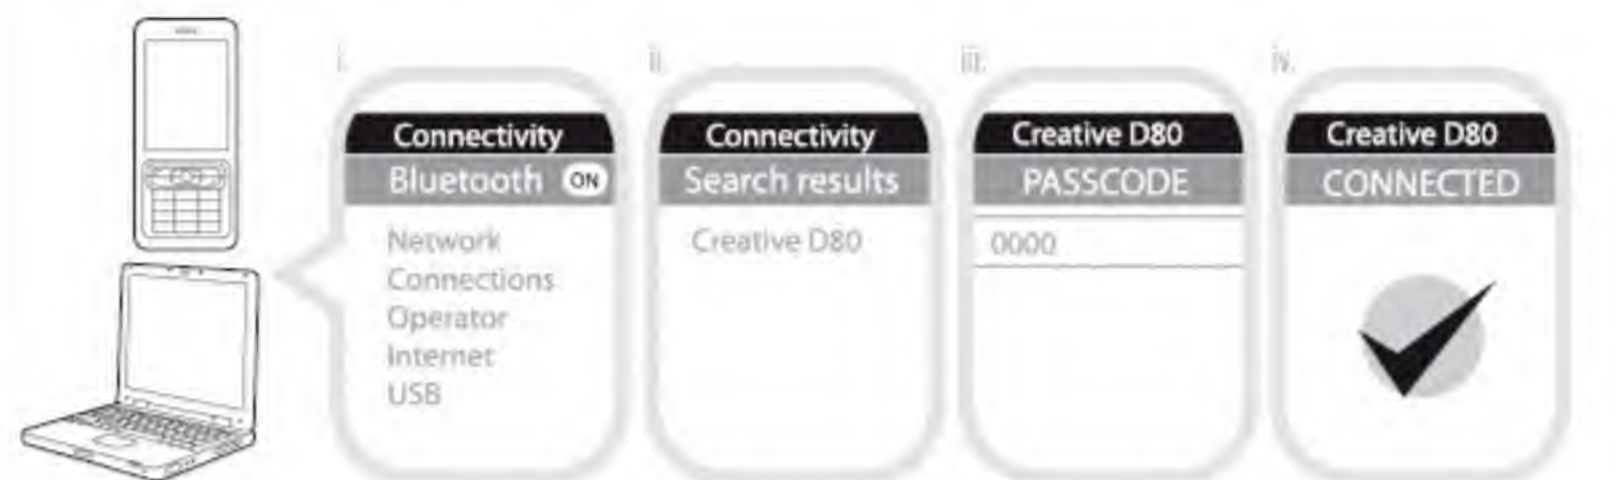 i.
Connectivity
Bluetooth ON
Network
Connections
Operator
Internet
USB
ii.
Connectivity
Search results
Creative D80
iii.
Creative D80
PASSCODE
0000
iv.
Creative D80
CONNECTED